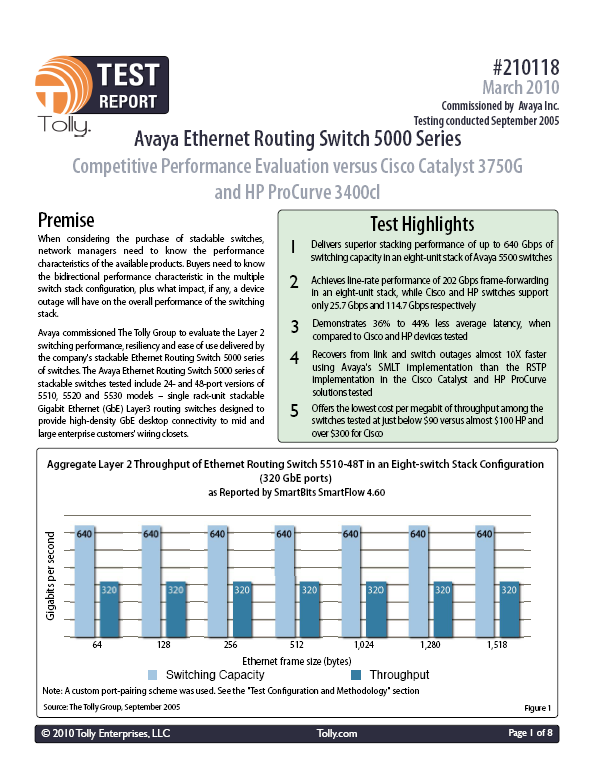 TEST
REPORT
Tolly.
#210118
March 2010
Commissioned by Avaya Inc.
Testing conducted September 2005
Avaya Ethernet Routing Switch 5000 Series
Competitive Performance Evaluation versus Cisco Catalyst 3750G
and HP ProCurve 3400cl
Premise
When considering the purchase of stackable switches,
network managers need to know the performance
characteristics of the available products. Buyers need to know
the bidirectional performance characteristic in the multiple
switch stack configuration, plus what impact, if any, a device
outage will have on the overall performance of the switching
stack.
Avaya commissioned The Tolly Group to evaluate the Layer 2
switching performance, resiliency and ease of use delivered by
the company's stackable Ethernet Routing Switch 5000 series
of switches. The Avaya Ethernet Routing Switch 5000 series of
stackable switches tested include 24- and 48-port versions of
5510, 5520 and 5530 models – single rack-unit stackable
Gigabit Ethernet (GbE) Layer3 routing switches designed to
provide high-density GbE desktop connectivity to mid and
large enterprise customers' wiring closets.
Test Highlights
1 Delivers superior stacking performance of up to 640 Gbps of
switching capacity in an eight-unit stack of Avaya 5500 switches
2 Achieves line-rate performance of 202 Gbps frame-forwarding
in an eight-unit stack, while Cisco and HP switches support
only 25.7 Gbps and 114.7 Gbps respectively
3 Demonstrates 36% to 44% less average latency, when
compared to Cisco and HP devices tested
4 Recovers from link and switch outages almost 10X faster
using Avaya's SMLT implementation than the RSTP
implementation in the Cisco Catalyst and HP ProCurve
solutions tested
5 Offers the lowest cost per megabit of throughput among the
switches tested at just below $90 versus almost $100 HP and
over $300 for Cisco
Aggregate Layer 2 Throughput of Ethernet Routing Switch 5510-48T in an Eight-switch Stack Configuration
(320 GbE ports)
as Reported by SmartBits SmartFlow 4.60
Gigabits per second
640 640 640 640 640 640 640
320 320 320 320 320 320 320
64 128 256 512 1,024 1,280 1,518
Ethernet frame size (bytes)
Switching Capacity Throughput
Note: A custom port-pairing scheme was used. See the "Test Configuration and Methodology" section
Source: The Tolly Group, September 2005
Figure 1
© 2010 Tolly Enterprises, LLC Tolly.com Page 1 of 8